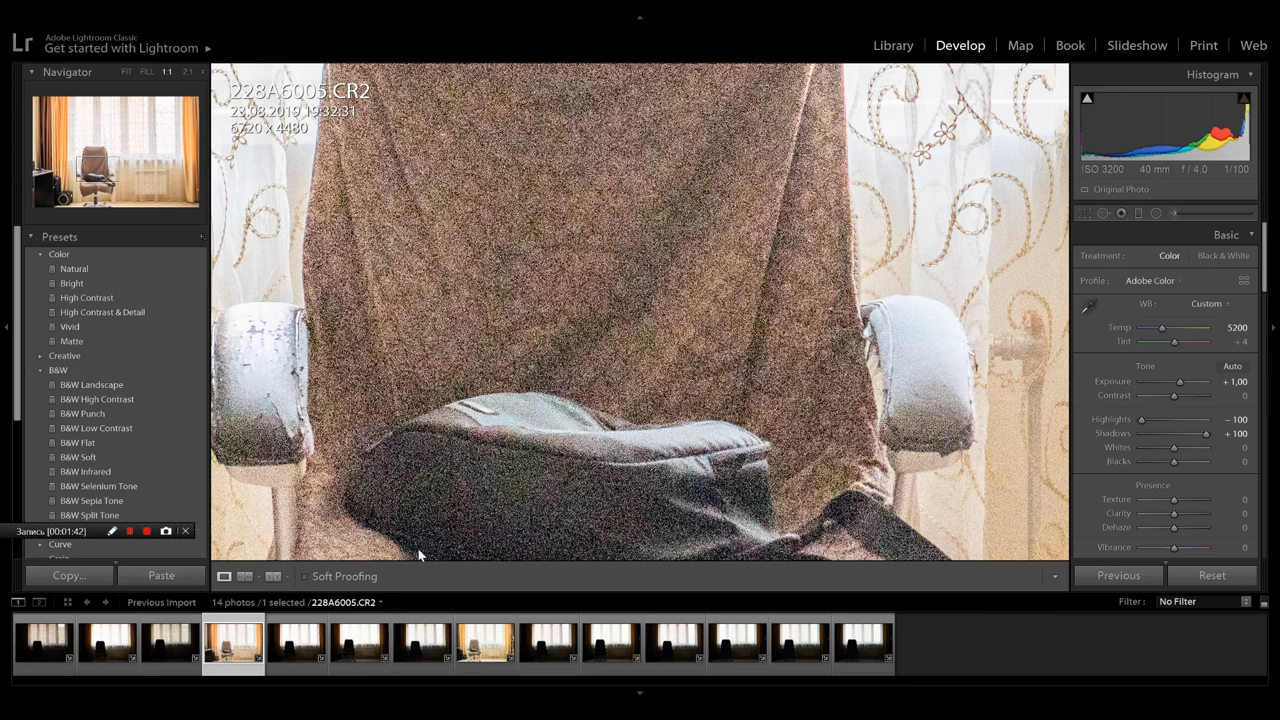 Lr
Adobe Lightroom Classic
Get started with Lightroom
Library
Develop
Map
Book
Slideshow
Print
Web
Navigator
FIT
FILL
1:1
2:1
228A6005.CR2
23.08.2019 19:32:31
6720 x 4480
Presets
+
Color
Natural
Bright
High Contrast
High Contrast & Detail
Vivid
Matte
Creative
B&W
B&W Landscape
B&W High Contrast
B&W Punch
B&W Low Contrast
B&W Flat
B&W Soft
B&W Infrared
B&W Selenium Tone
B&W Sepia Tone
B&W Split Tone
Запись [00:01:42]
Curve
Copy...
Paste
Soft Proofing
Histogram
ISO 3200
40 mm
f / 4,0
1/100
Original Photo
Basic
Treatment :
Color
Black & White
Profile :
Adobe Color
WB :
Custom
Temp
5200
Tint
+ 4
Tone
Auto
Exposure
+ 1,00
Contrast
0
Highlights
– 100
Shadows
+ 100
Whites
0
Blacks
0
Presence
Texture
0
Clarity
0
Dehaze
0
Vibrance
0
Previous
Reset
1
2
Previous Import
14 photos / 1 selected / 228A6005.CR2
Filter :
No Filter